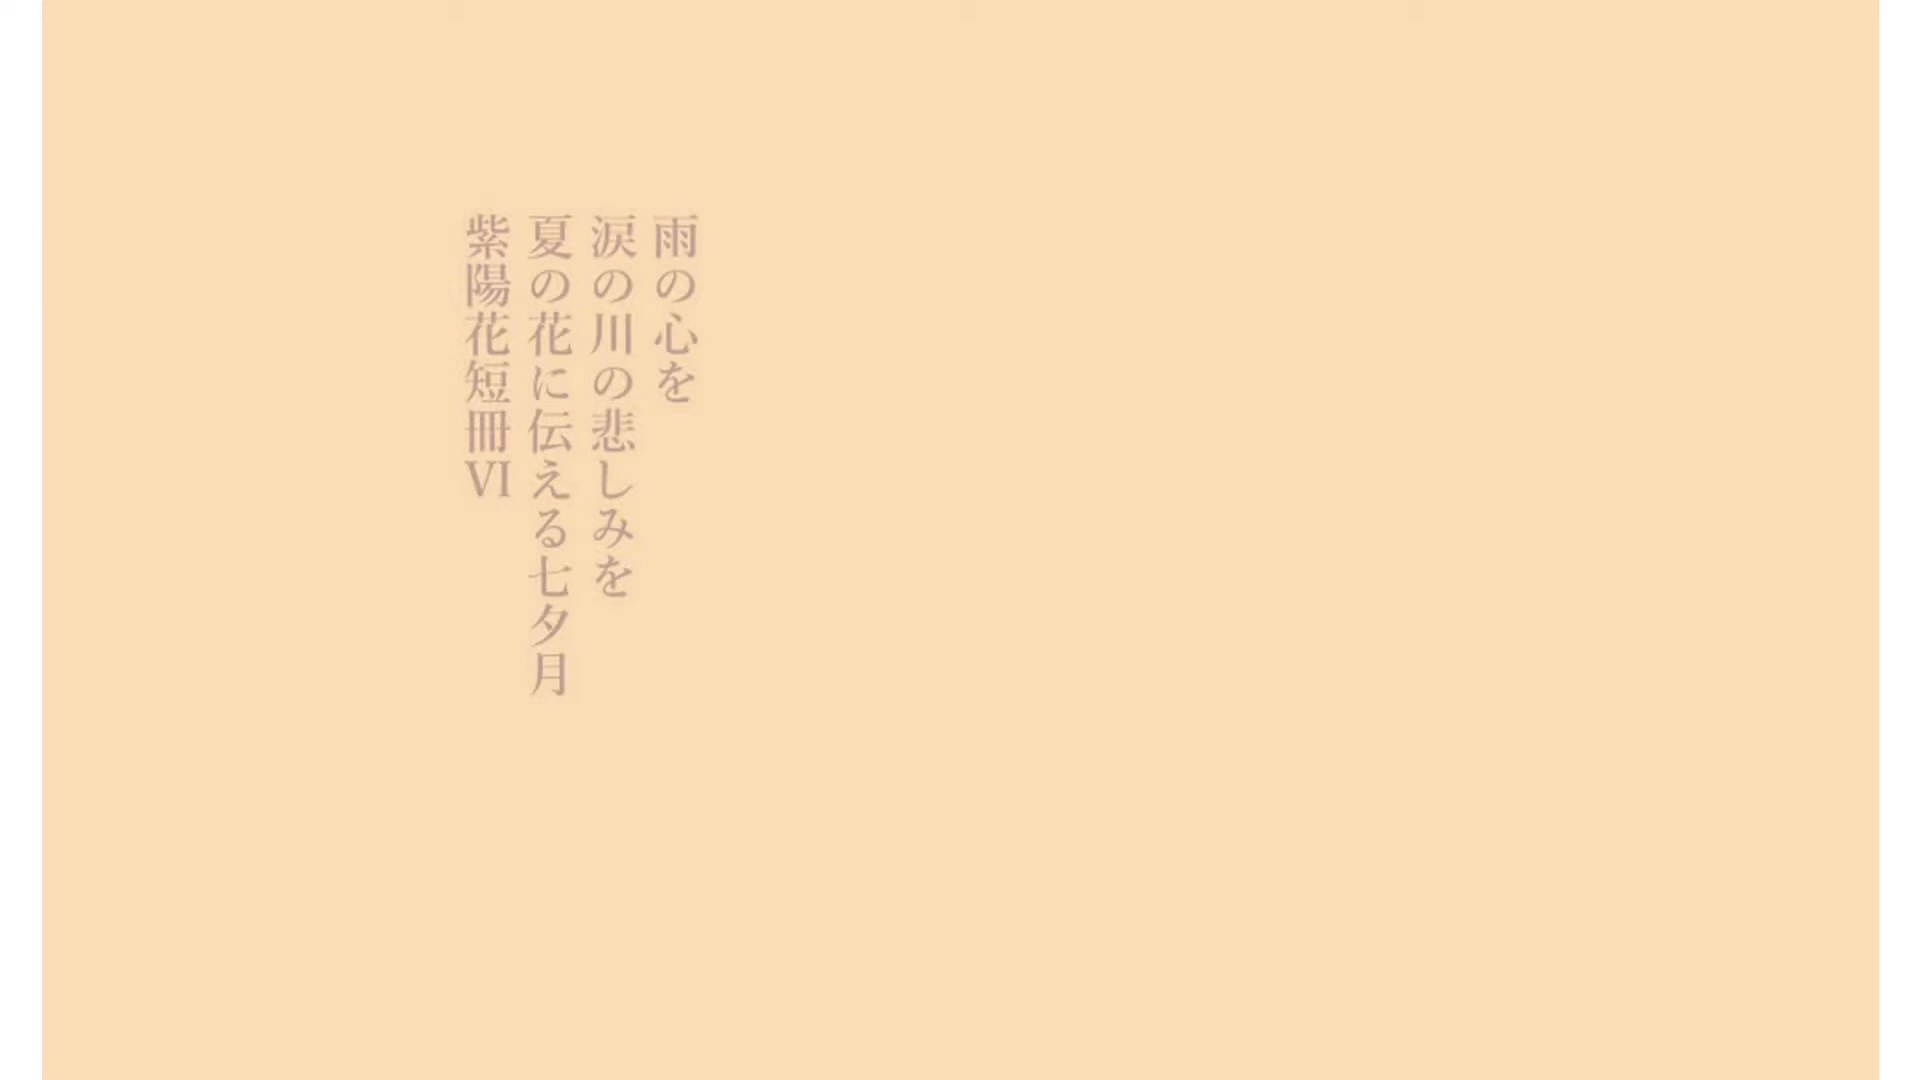 雨の心を
涙の川の悲しみを
夏の花に伝える七夕月
紫陽花短冊Ⅵ